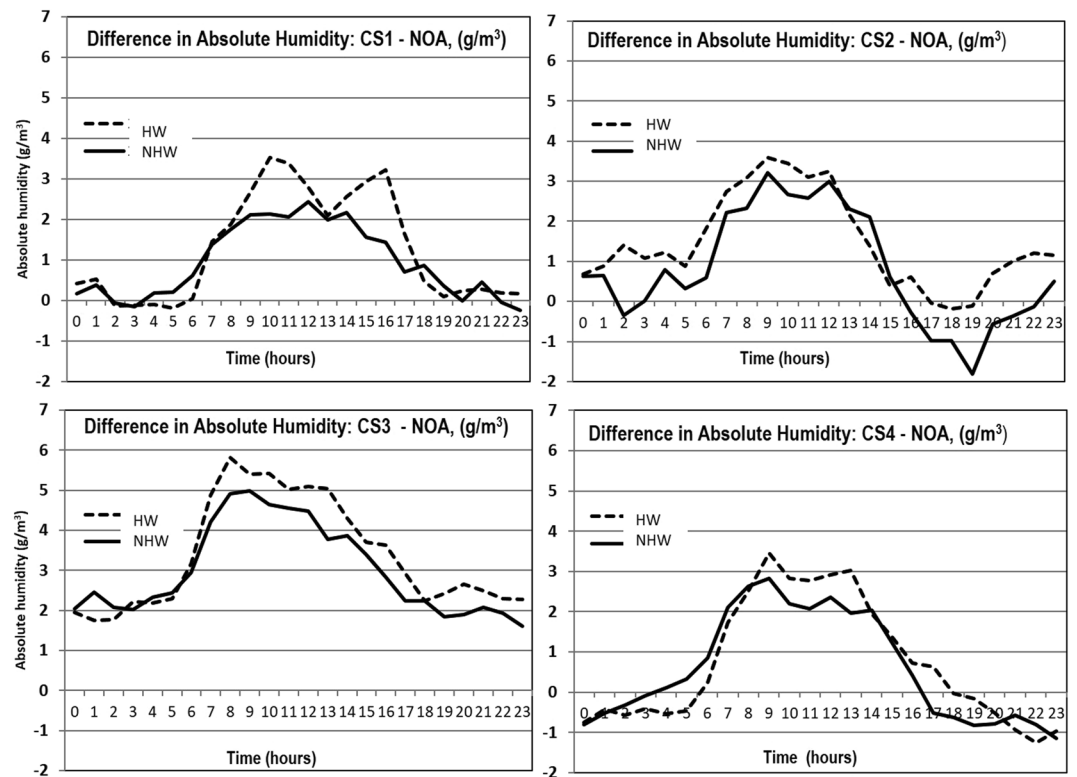 Difference in Absolute Humidity: CS1 - NOA, (g/m³)
Absolute humidity (g/m³)
7
6
5
4
3
2
1
0
-1
-2
HW
NHW
0 1 2 3 4 5 6 7 8 9 10 11 12 13 14 15 16 17 18 19 20 21 22 23
Time (hours)
Difference in Absolute Humidity: CS2 - NOA, (g/m³)
7
6
5
4
3
2
1
0
-1
-2
HW
NHW
0 1 2 3 4 5 6 7 8 9 10 11 12 13 14 15 16 17 18 19 20 21 22 23
Time (hours)
Difference in Absolute Humidity: CS3 - NOA, (g/m³)
Absolute humidity (g/m³)
7
6
5
4
3
2
1
0
-1
-2
HW
NHW
0 1 2 3 4 5 6 7 8 9 10 11 12 13 14 15 16 17 18 19 20 21 22 23
Time (hours)
Difference in Absolute Humidity: CS4 - NOA, (g/m³)
7
6
5
4
3
2
1
0
-1
-2
HW
NHW
0 1 2 3 4 5 6 7 8 9 10 11 12 13 14 15 16 17 18 19 20 21 22 23
Time (hours)